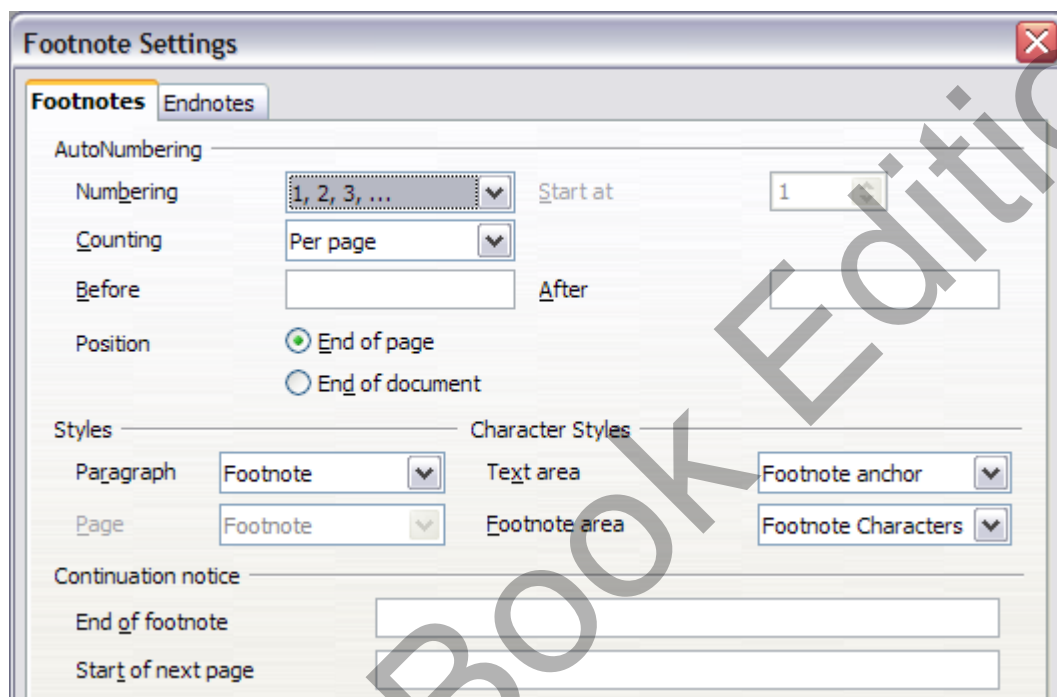 Footnote Settings
Footnotes Endnotes
AutoNumbering
Numbering 1, 2, 3, ... Start at 1
Counting Per page
Before After
Position End of page
End of document
Styles Character Styles
Paragraph Footnote Text area Footnote anchor
Page Footnote Footnote area Footnote Characters
Continuation notice
End of footnote
Start of next page
Book Editio